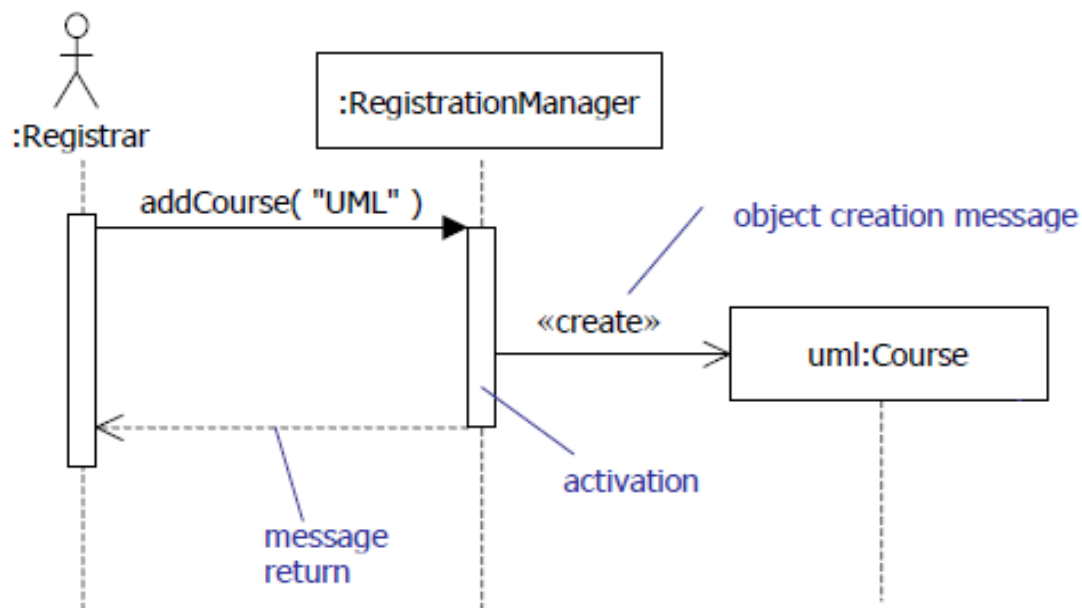 :RegistrationManager
:Registrar
addCourse( "UML" )
object creation message
«create»
uml:Course
activation
message
return